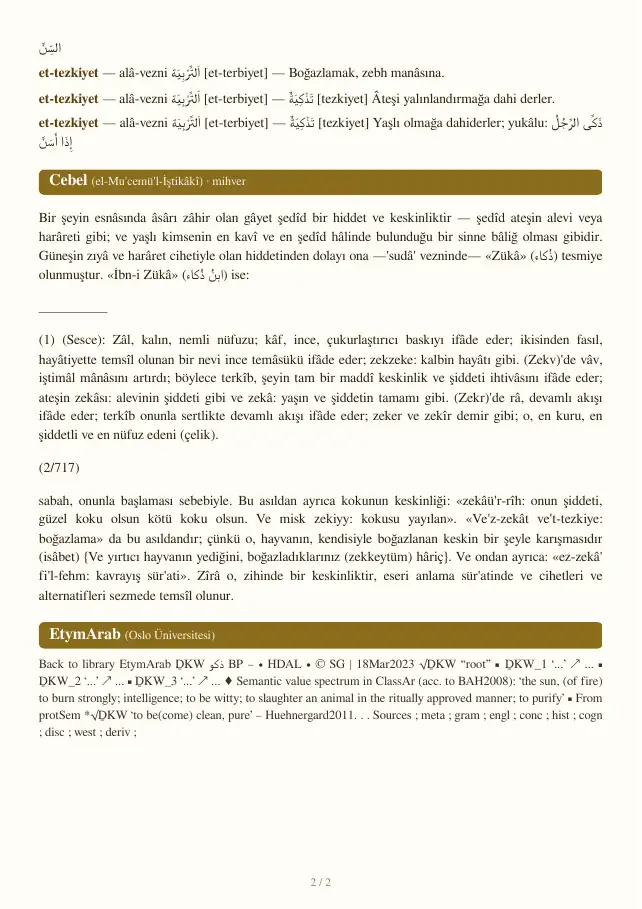 السِّنِّ
et-tezkiyet — alâ-vezni اَلتَّرْبِيَة [et-terbiyet] — Boğazlamak, zebh manâsına.
et-tezkiyet — alâ-vezni اَلتَّرْبِيَة [et-terbiyet] — تَذْكِيَةٌ [tezkiyet] Âteşi yalınlandırmağa dahi derler.
et-tezkiyet — alâ-vezni اَلتَّرْبِيَة [et-terbiyet] — تَذْكِيَةٌ [tezkiyet] Yaşlı olmağa dahiderler; yukâlu: ذَكَّى الرَّجُلُ
إِذَا أَسَنَّ
Cebel (el-Mu'cemü'l-İştikâkî) · mihver
Bir şeyin esnâsında âsârı zâhir olan gâyet şedîd bir hiddet ve keskinliktir — şedîd ateşin alevi veya
harâreti gibi; ve yaşlı kimsenin en kavî ve en şedîd hâlinde bulunduğu bir sinne bâliğ olması gibidir.
Güneşin zıyâ ve harâret cihetiyle olan hiddetinden dolayı ona —'sudâ' vezninde— «Zükâ» (ذُكاء) tesmiye
olunmuştur. «İbn-i Zükâ» (ابنُ ذُكاء) ise:
(1) (Sesce): Zâl, kalın, nemli nüfuzu; kâf, ince, çukurlaştırıcı baskıyı ifâde eder; ikisinden fasıl,
hayâtiyette temsîl olunan bir nevi ince temâsükü ifâde eder; zekzeke: kalbin hayâtı gibi. (Zekv)'de vâv,
iştimâl mânâsını artırdı; böylece terkîb, şeyin tam bir maddî keskinlik ve şiddeti ihtivâsını ifâde eder;
ateşin zekâsı: alevinin şiddeti gibi ve zekâ: yaşın ve şiddetin tamamı gibi. (Zekr)'de râ, devamlı akışı
ifâde eder; terkîb onunla sertlikte devamlı akışı ifâde eder; zeker ve zekîr demir gibi; o, en kuru, en
şiddetli ve en nüfuz edeni (çelik).
(2/717)
sabah, onunla başlaması sebebiyle. Bu asıldan ayrıca kokunun keskinliği: «zekâü'r-rîh: onun şiddeti,
güzel koku olsun kötü koku olsun. Ve misk zekiyy: kokusu yayılan». «Ve'z-zekât ve't-tezkiye:
boğazlama» da bu asıldandır; çünkü o, hayvanın, kendisiyle boğazlanan keskin bir şeyle karışmasıdır
(isâbet) {Ve yırtıcı hayvanın yediğini, boğazladıklarınız (zekkeytüm) hâriç}. Ve ondan ayrıca: «ez-zekâ'
fi'l-fehm: kavrayış sür'ati». Zîrâ o, zihinde bir keskinliktir, eseri anlama sür'atinde ve cihetleri ve
alternatifleri sezmede temsîl olunur.
EtymArab (Oslo Üniversitesi)
Back to library EtymArab ḎKW ذكو BP – • HDAL • © SG | 18Mar2023 √ḎKW “root” ▪ ḎKW_1 ‘...’ ↗ ... ▪
ḎKW_2 ‘...’ ↗ ... ▪ ḎKW_3 ‘...’ ↗ ... ♦ Semantic value spectrum in ClassAr (acc. to BAH2008): ‘the sun, (of fire)
to burn strongly; intelligence; to be witty; to slaughter an animal in the ritually approved manner; to purify’ ▪ From
protSem *√ḎKW ‘to be(come) clean, pure’ – Huehnergard2011. . . Sources ; meta ; gram ; engl ; conc ; hist ; cogn
; disc ; west ; deriv ;
2 / 2